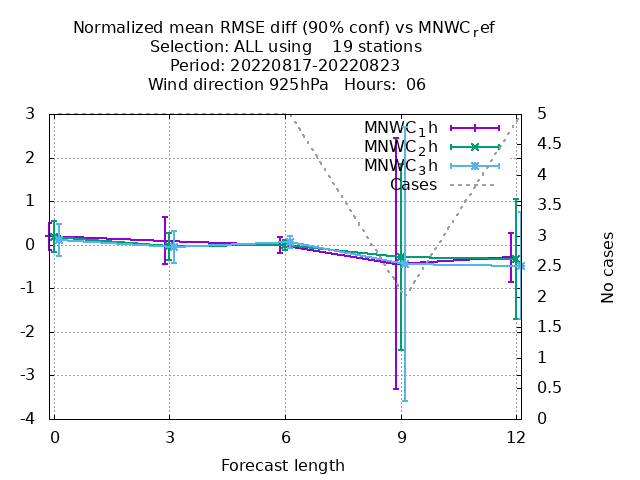 Normalized mean RMSE diff (90% conf) vs MNWC_ref
Selection: ALL using    19 stations
Period: 20220817-20220823
Wind direction 925hPa   Hours:  06
MNWC_1h
MNWC_2h
MNWC_3h
Cases
3
2
1
0
-1
-2
-3
-4
5
4.5
4
3.5
3
2.5
2
1.5
1
0.5
0
No cases
0 3 6 9 12
Forecast length